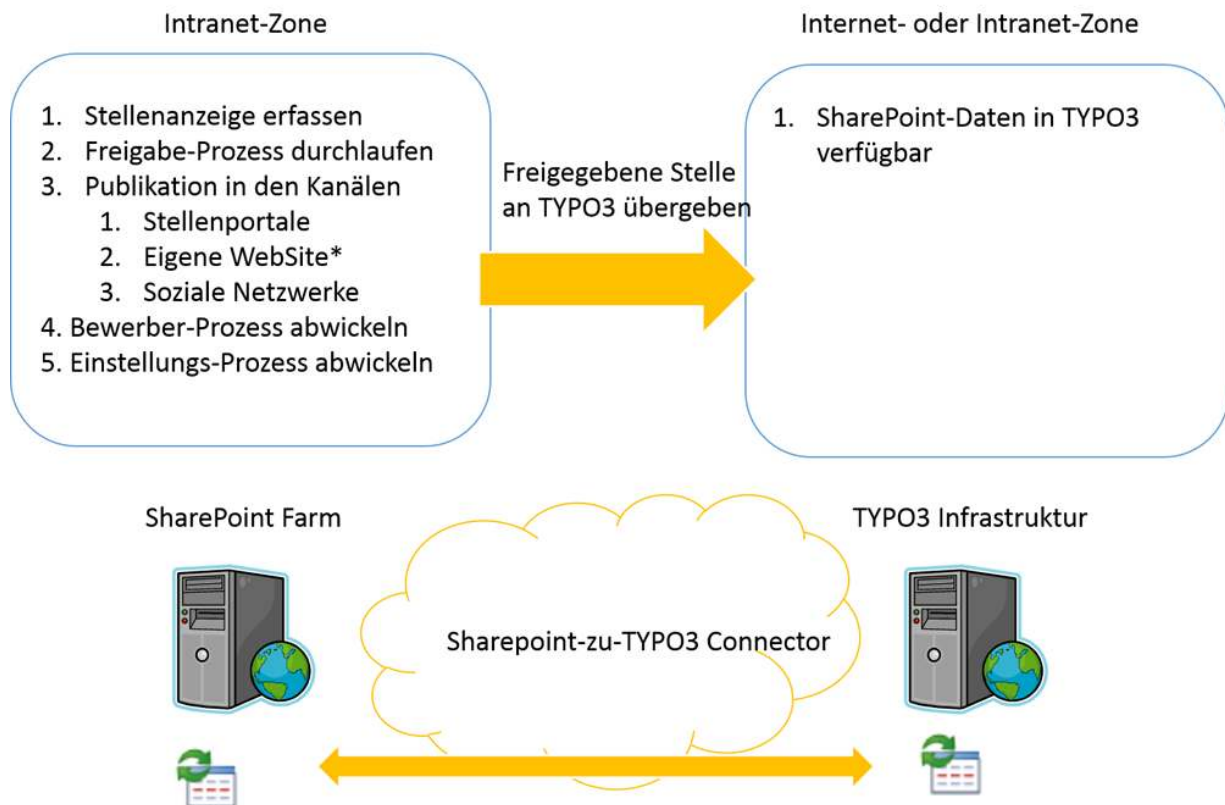 Intranet-Zone
1. Stellenanzeige erfassen
2. Freigabe-Prozess durchlaufen
3. Publikation in den Kanälen
1. Stellenportale
2. Eigene WebSite*
3. Soziale Netzwerke
4. Bewerber-Prozess abwickeln
5. Einstellungs-Prozess abwickeln
Freigegebene Stelle
an TYPO3 übergeben
Internet- oder Intranet-Zone
1. SharePoint-Daten in TYPO3
verfügbar
SharePoint Farm
Sharepoint-zu-TYPO3 Connector
TYPO3 Infrastruktur